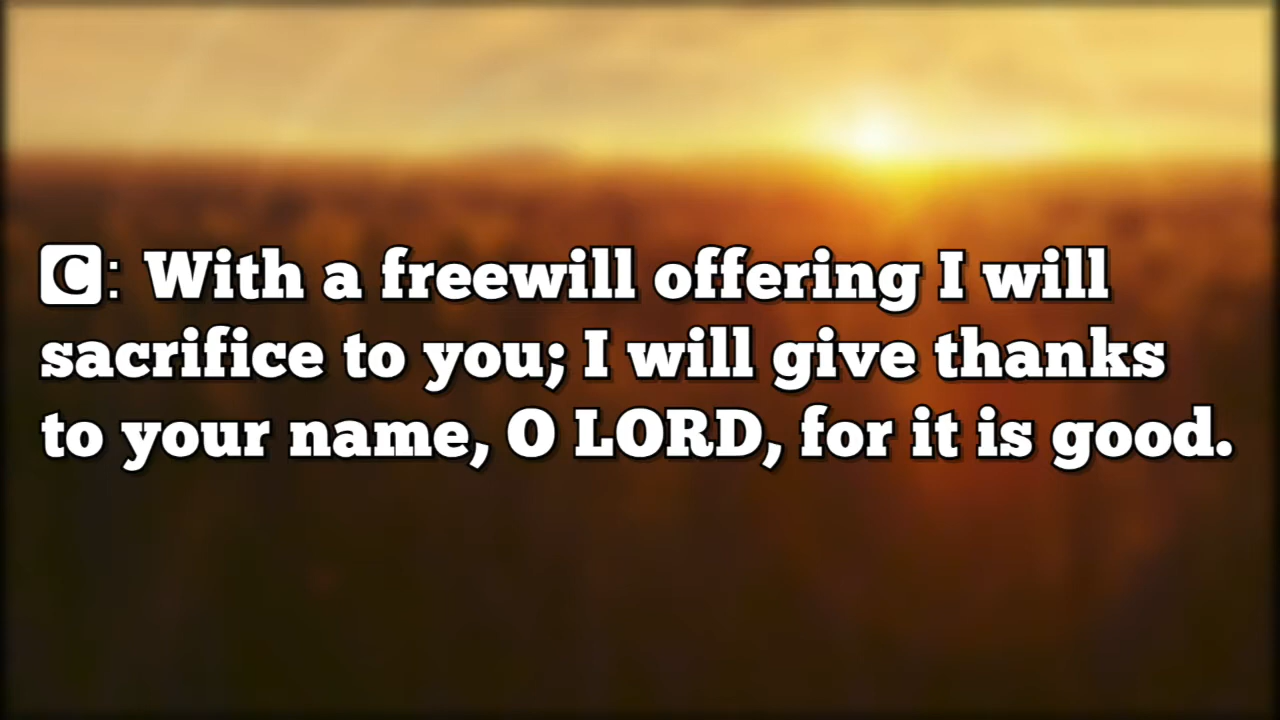 C: With a freewill offering I will
sacrifice to you; I will give thanks
to your name, O LORD, for it is good.